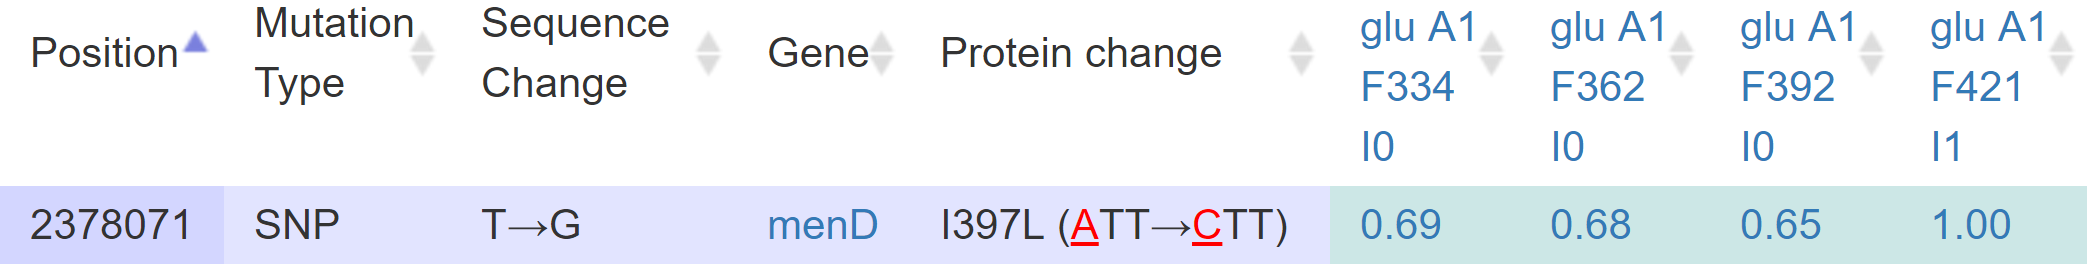 Position Mutation Type Sequence Change Gene Protein change glu A1 F334 I0 glu A1 F362 I0 glu A1 F392 I0 glu A1 F421 I1
2378071 SNP T→G menD I397L (ATT→CTT) 0.69 0.68 0.65 1.00